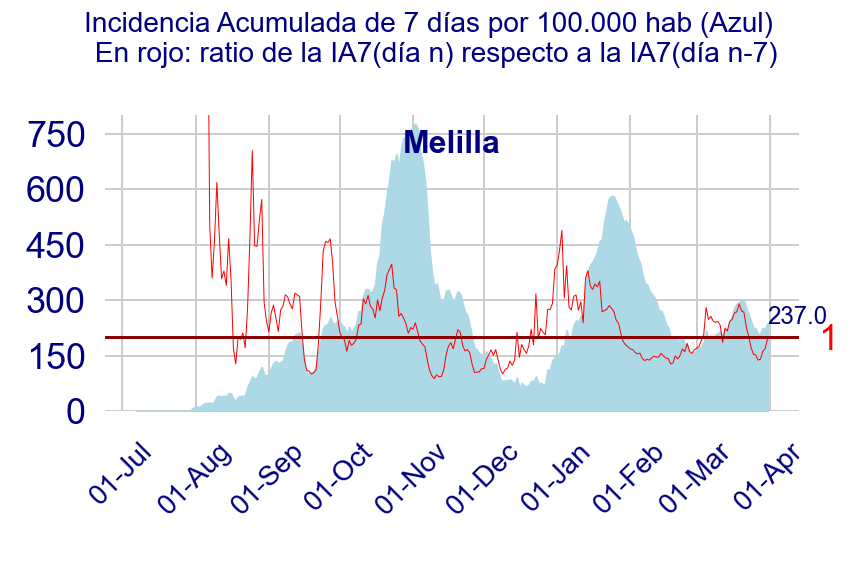 Incidencia Acumulada de 7 días por 100.000 hab (Azul)
En rojo: ratio de la IA7(día n) respecto a la IA7(día n-7)
Melilla
750
600
450
300
150
0
237.0
1
01-Jul
01-Aug
01-Sep
01-Oct
01-Nov
01-Dec
01-Jan
01-Feb
01-Mar
01-Apr